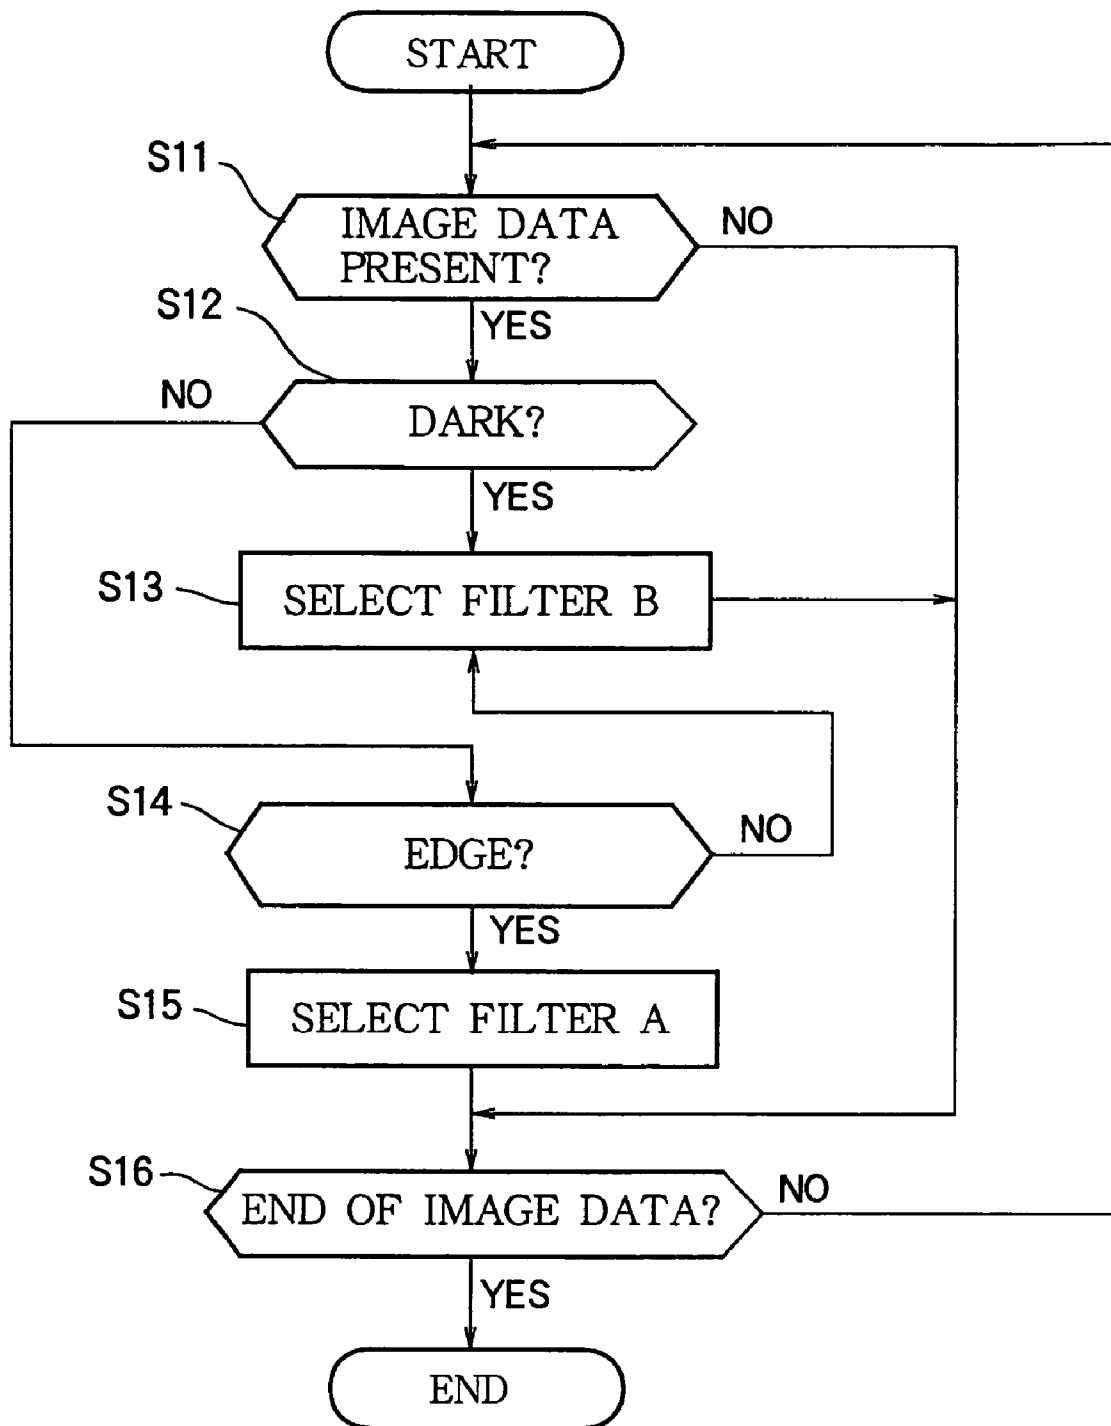 START
S11
IMAGE DATA
PRESENT?
NO
YES
S12
NO
DARK?
YES
S13
SELECT FILTER B
S14
EDGE?
NO
YES
S15
SELECT FILTER A
S16
END OF IMAGE DATA?
NO
YES
END